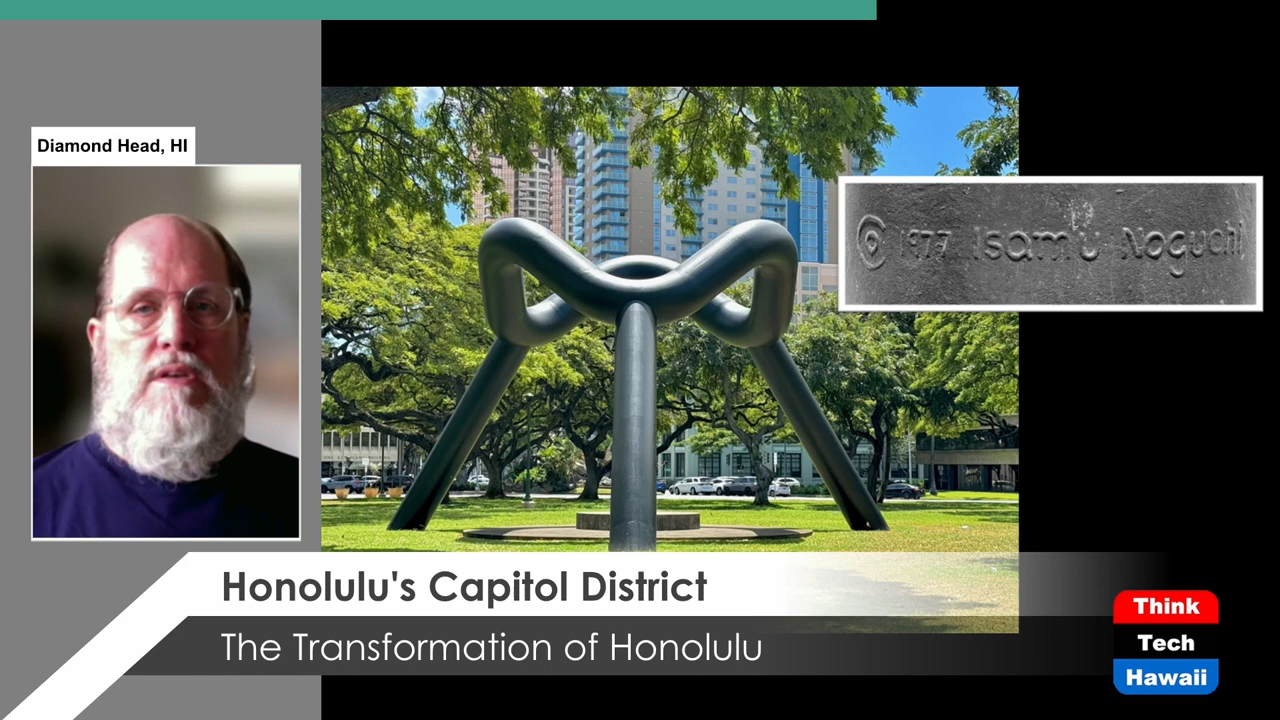 Diamond Head, HI
© 1977 Isamu Noguchi
Honolulu's Capitol District
The Transformation of Honolulu
Think
Tech
Hawaii